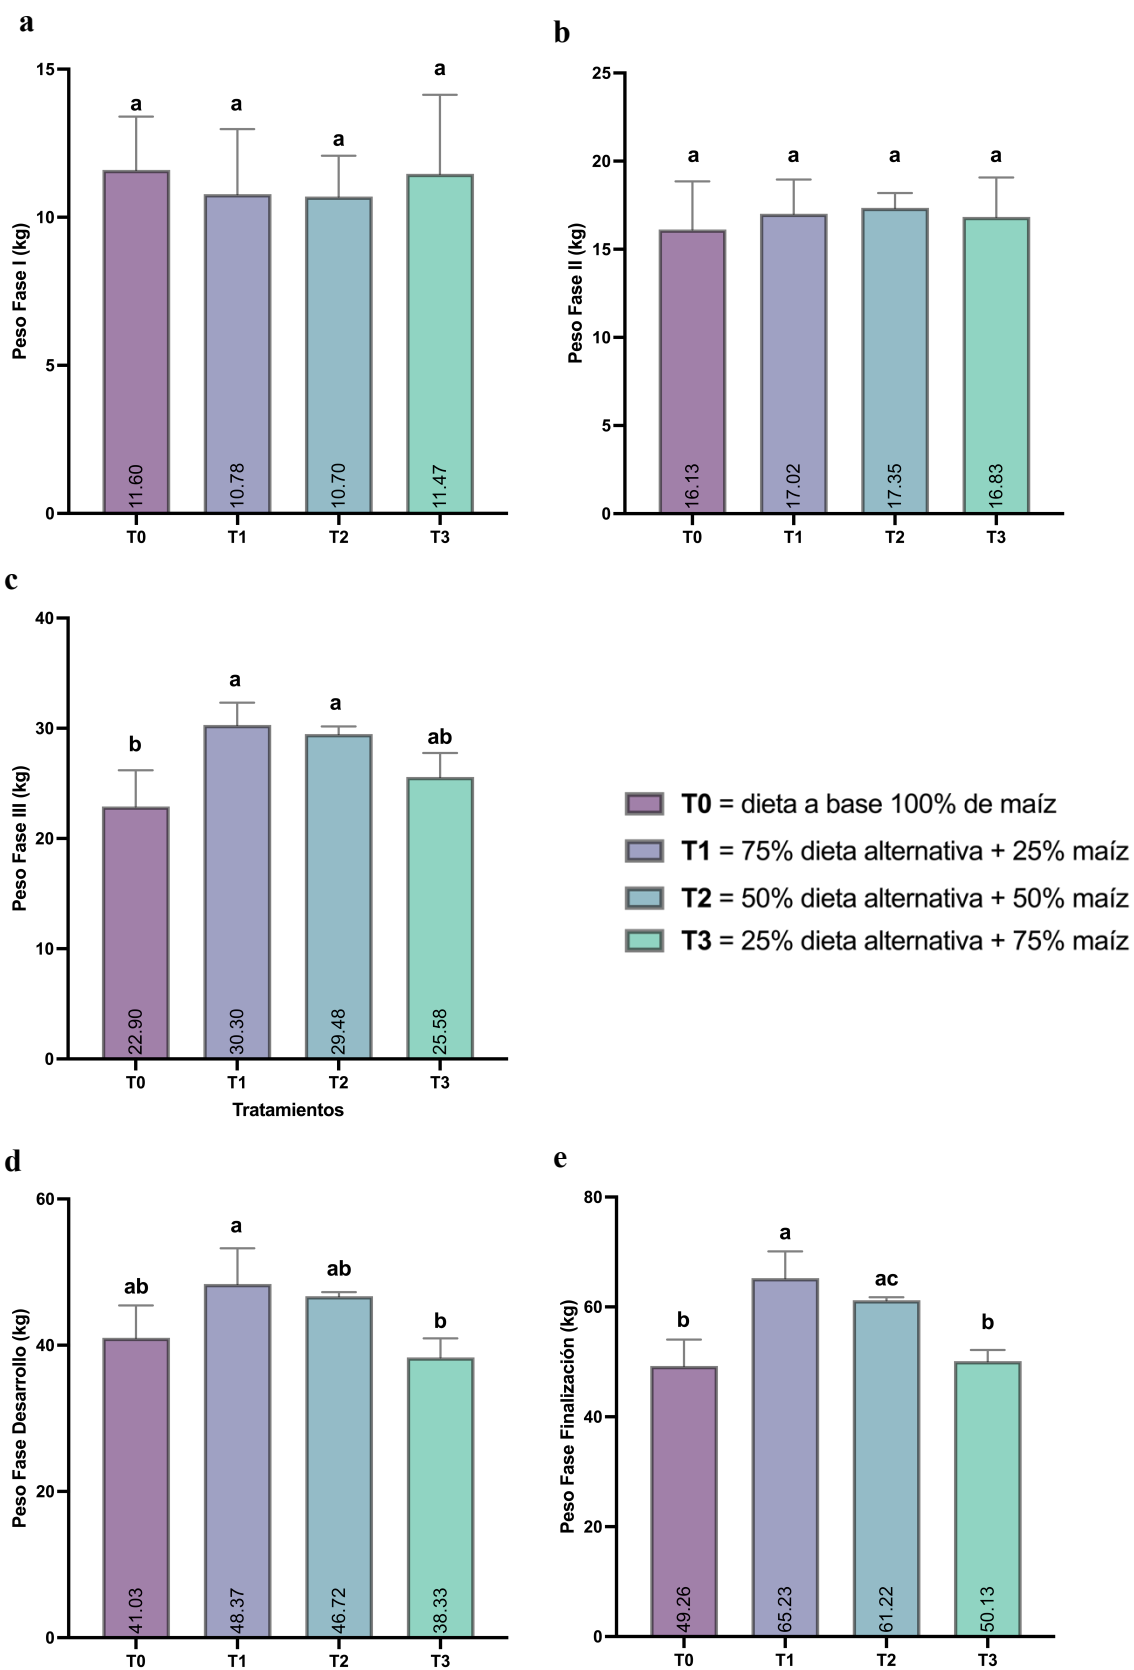 a
15
10
5
0
Peso Fase I (kg)
a
a
a
a
11.60
10.78
10.70
11.47
T0
T1
T2
T3
b
25
20
15
10
5
0
Peso Fase II (kg)
a
a
a
a
16.13
17.02
17.35
16.83
T0
T1
T2
T3
c
40
30
20
10
0
Peso Fase III (kg)
b
a
a
ab
22.90
30.30
29.48
25.58
T0
T1
T2
T3
Tratamientos
T0 = dieta a base 100% de maíz
T1 = 75% dieta alternativa + 25% maíz
T2 = 50% dieta alternativa + 50% maíz
T3 = 25% dieta alternativa + 75% maíz
d
60
40
20
0
Peso Fase Desarrollo (kg)
ab
a
ab
b
41.03
48.37
46.72
38.33
T0
T1
T2
T3
e
80
60
40
20
0
Peso Fase Finalización (kg)
b
a
ac
b
49.26
65.23
61.22
50.13
T0
T1
T2
T3